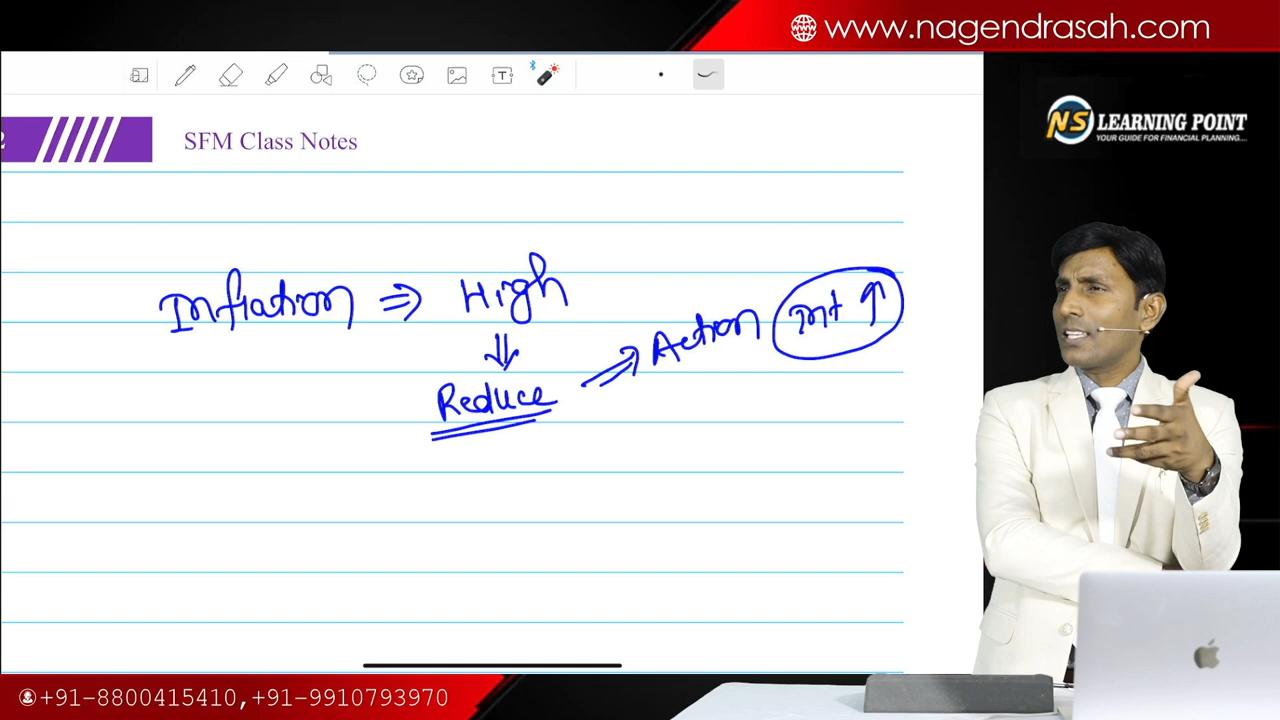 www.nagendrasah.com
NS LEARNING POINT
YOUR GUIDE FOR FINANCIAL PLANNING....
2
SFM Class Notes
Inflation ⇒ High
⇓
Reduce ⇒ Action int ↑
+91-8800415410,+91-9910793970